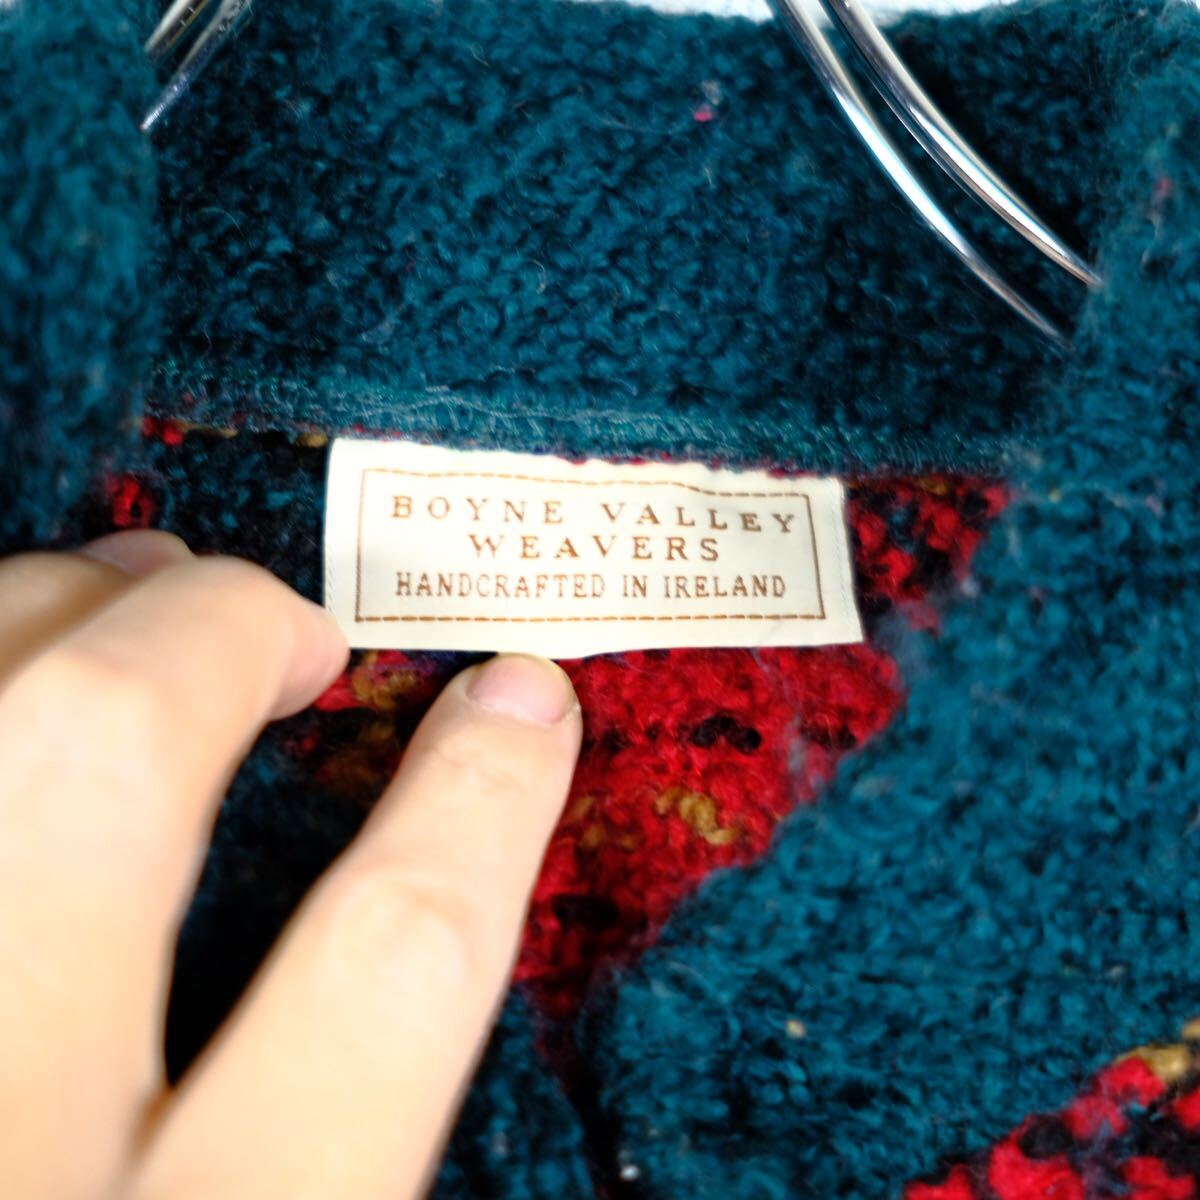 BOYNE VALLEY
WEAVERS
HANDCRAFTED IN IRELAND